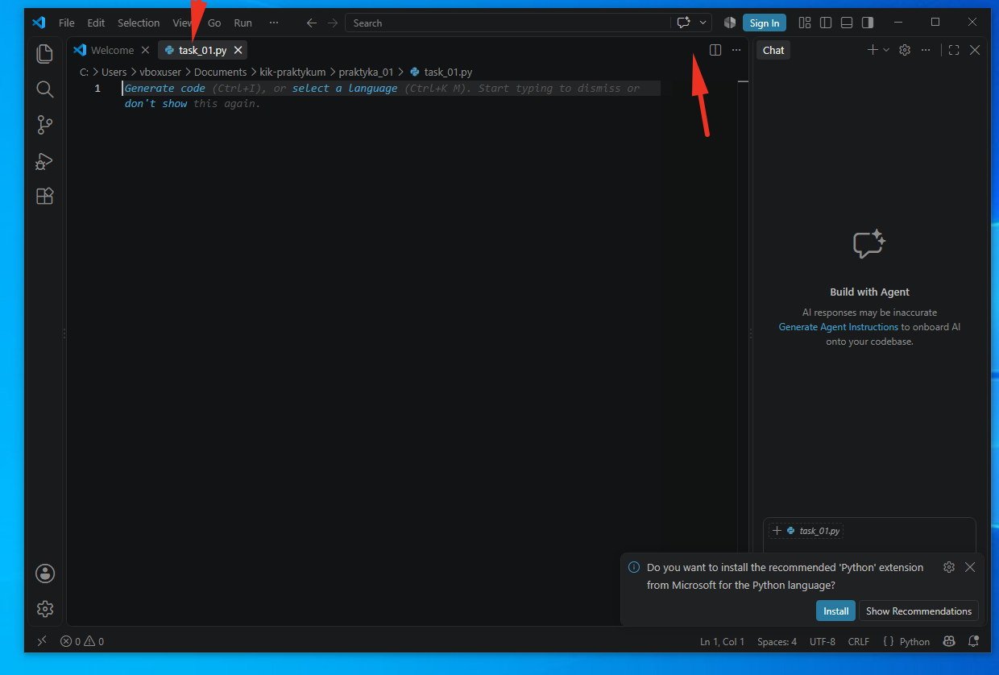 File Edit Selection View Go Run ··· Search Sign In
Welcome task_01.py Chat
C: > Users > vboxuser > Documents > kik-praktykum > praktyka_01 > task_01.py
1 Generate code (Ctrl+I), or select a language (Ctrl+K M). Start typing to dismiss or
don't show this again.
Build with Agent
AI responses may be inaccurate
Generate Agent Instructions to onboard AI
onto your codebase.
task_01.py
Do you want to install the recommended 'Python' extension
from Microsoft for the Python language?
Install Show Recommendations
0 0 Ln 1, Col 1 Spaces: 4 UTF-8 CRLF { } Python